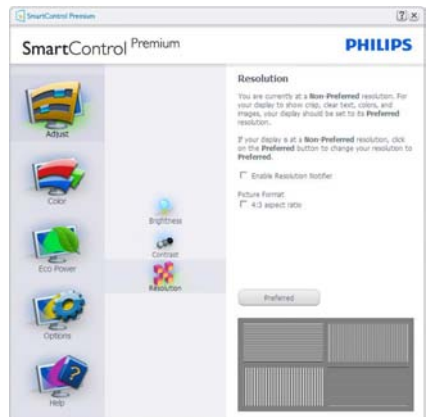 SmartControl Premium
SmartControl Premium
PHILIPS
Adjust
Color
Eco Power
Options
Help
Brightness
Contrast
Resolution
Resolution
You are currently at a Non-Preferred resolution. For
your display to show crisp, clear text, colors, and
images, your display should be set to its Preferred
resolution.
If your display is at a Non-Preferred resolution, click
on the Preferred button to change your resolution to
Preferred.
Enable Resolution Notifier
Picture Format
4:3 aspect ratio
Preferred